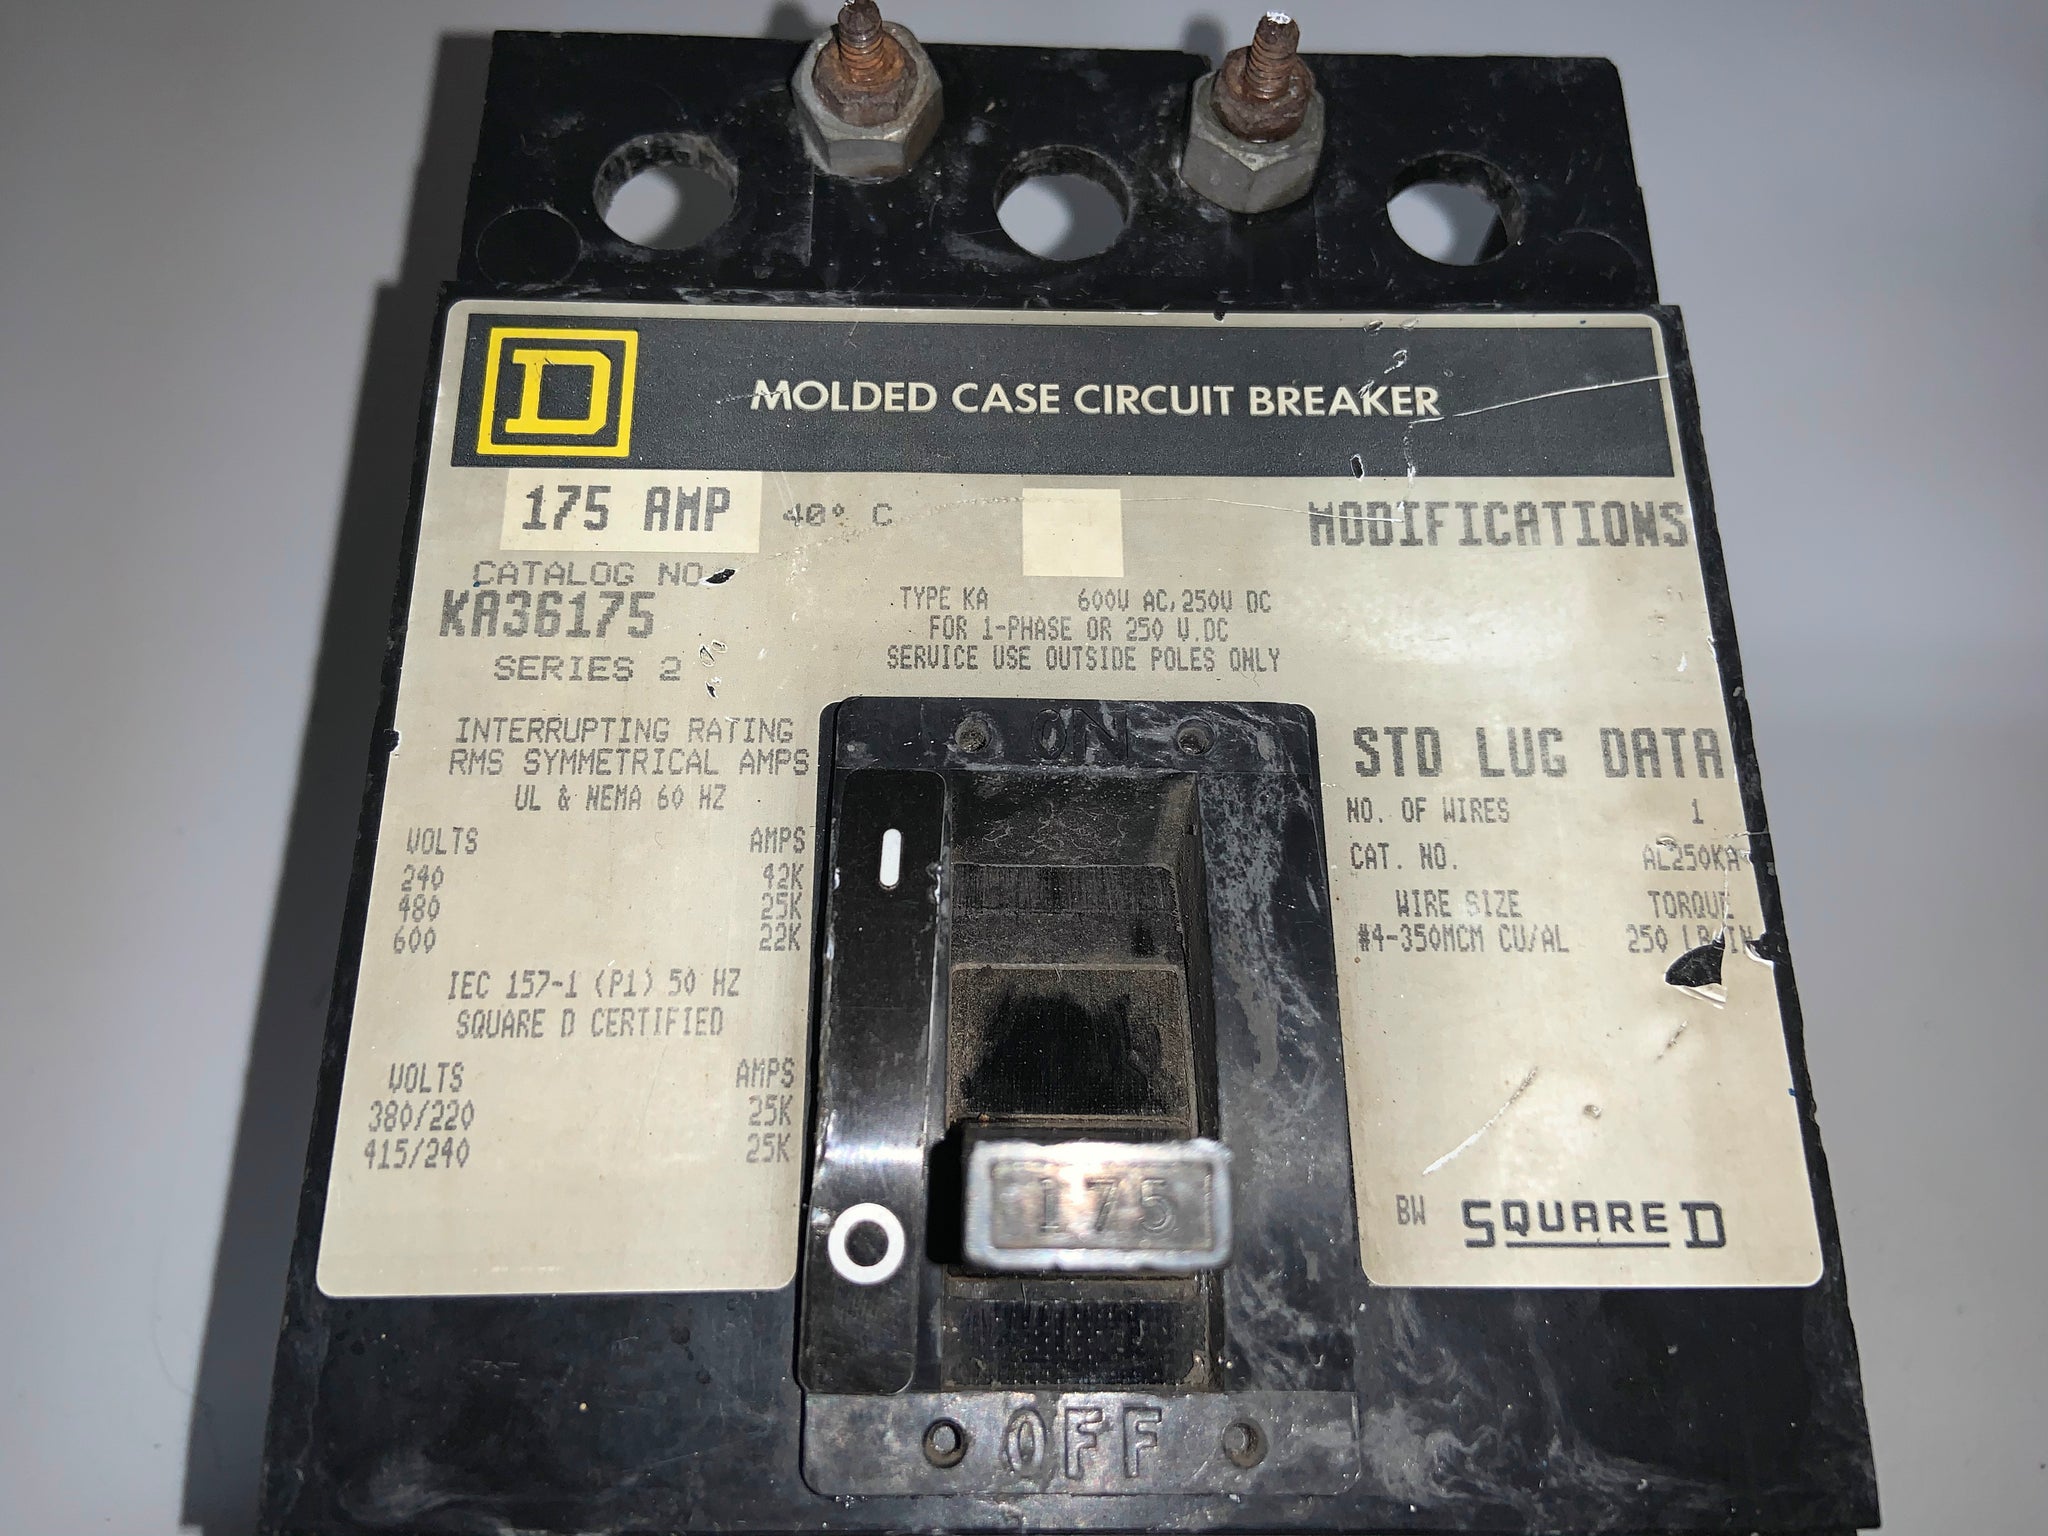 D
MOLDED CASE CIRCUIT BREAKER
175 AMP 40° C
CATALOG NO.
KA36175
SERIES 2
INTERRUPTING RATING
RMS SYMMETRICAL AMPS
UL & NEMA 60 HZ
VOLTS AMPS
240 42K
480 25K
600 22K
IEC 157-1 (P1) 50 HZ
SQUARE D CERTIFIED
VOLTS AMPS
380/220 25K
415/240 25K
TYPE KA 600V AC, 250V DC
FOR 1-PHASE OR 250 V.DC
SERVICE USE OUTSIDE POLES ONLY
ON
175
OFF
MODIFICATIONS
STD LUG DATA
NO. OF WIRES 1
CAT. NO. AL250KA
WIRE SIZE TORQUE
#4-350MCM CU/AL 250 LB-IN
BW SQUARE D